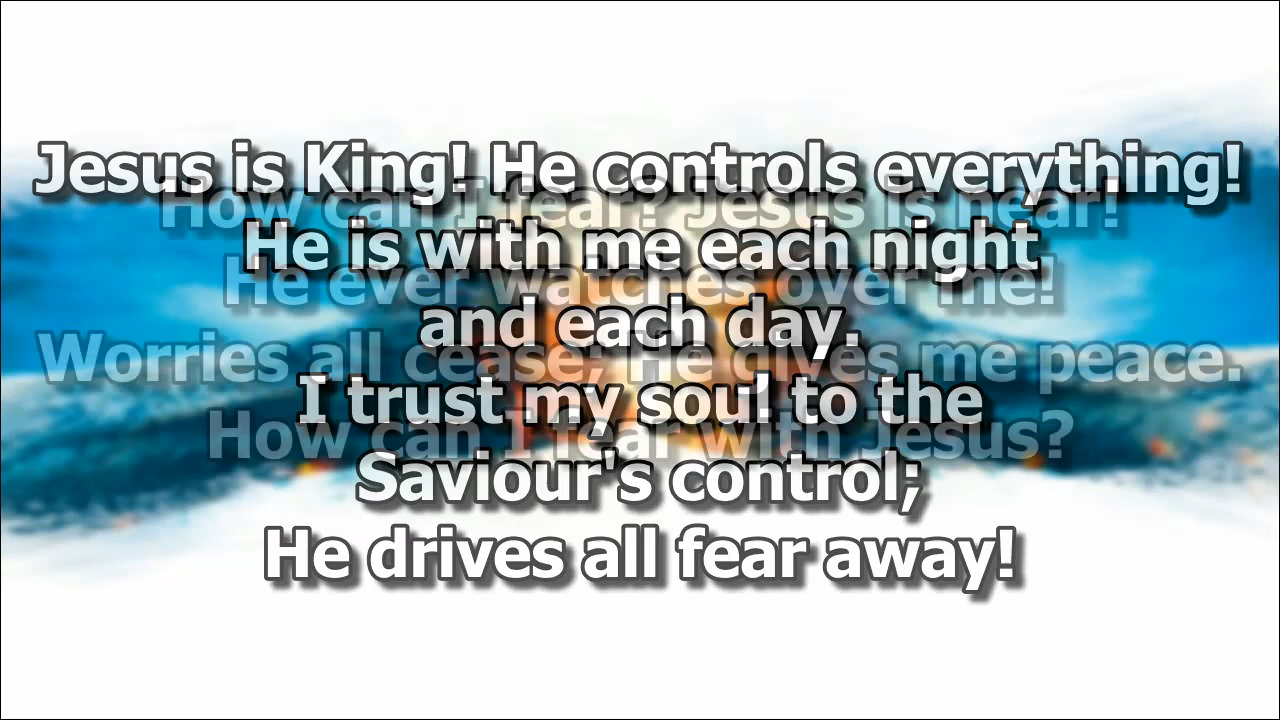 Jesus is King! He controls everything!
How can I fear? Jesus is near!
He is with me each night
He ever watches over me!
and each day.
Worries all cease; He gives me peace.
I trust my soul to the
How can I fear with Jesus?
Saviour's control;
He drives all fear away!